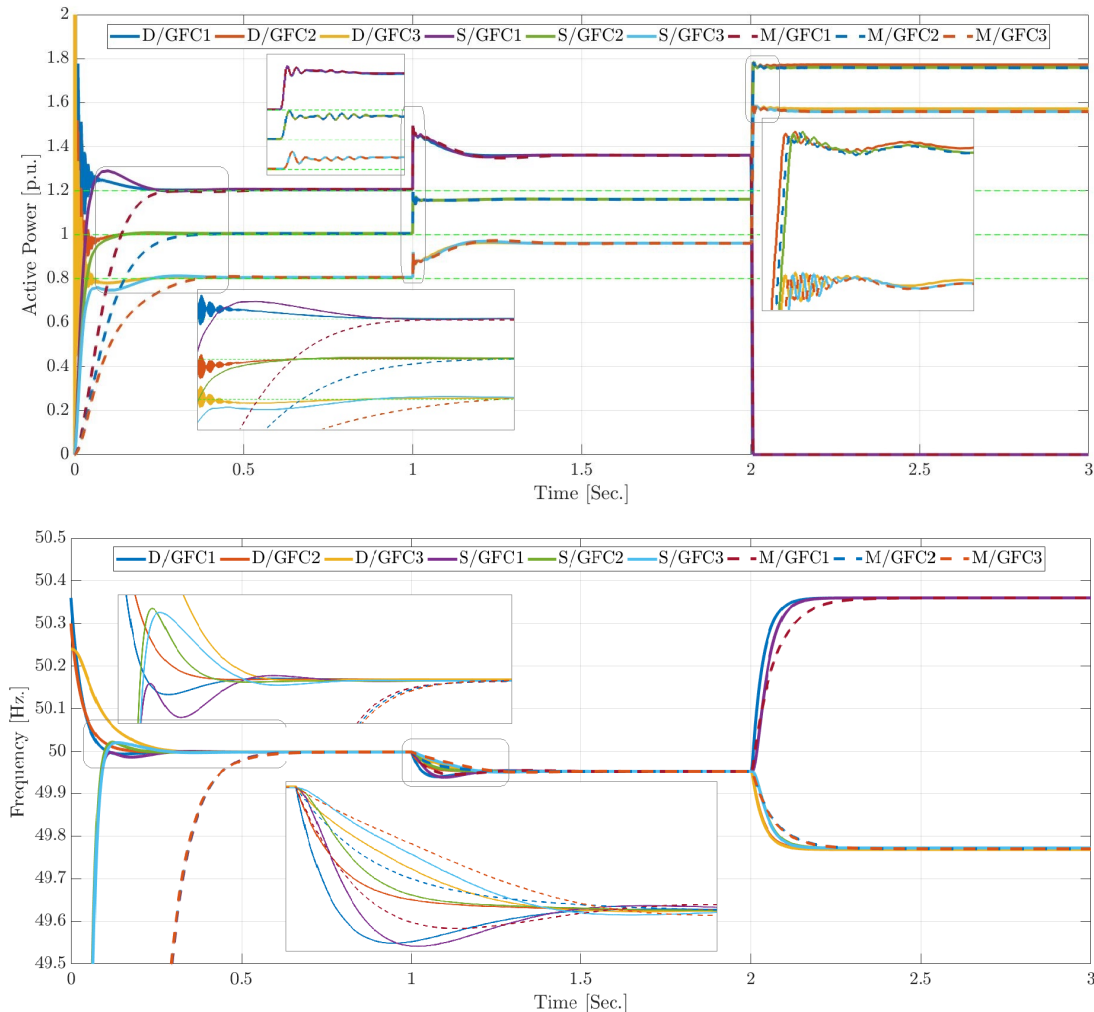 2
D/GFC1 D/GFC2 D/GFC3 S/GFC1 S/GFC2 S/GFC3 M/GFC1 M/GFC2 M/GFC3
1.8
1.6
1.4
1.2
1
0.8
0.6
0.4
0.2
0
Active Power [p.u.]
0 0.5 1 1.5 2 2.5 3
Time [Sec.]
50.5
D/GFC1 D/GFC2 D/GFC3 S/GFC1 S/GFC2 S/GFC3 M/GFC1 M/GFC2 M/GFC3
50.4
50.3
50.2
50.1
50
49.9
49.8
49.7
49.6
49.5
Frequency [Hz.]
0 0.5 1 1.5 2 2.5 3
Time [Sec.]